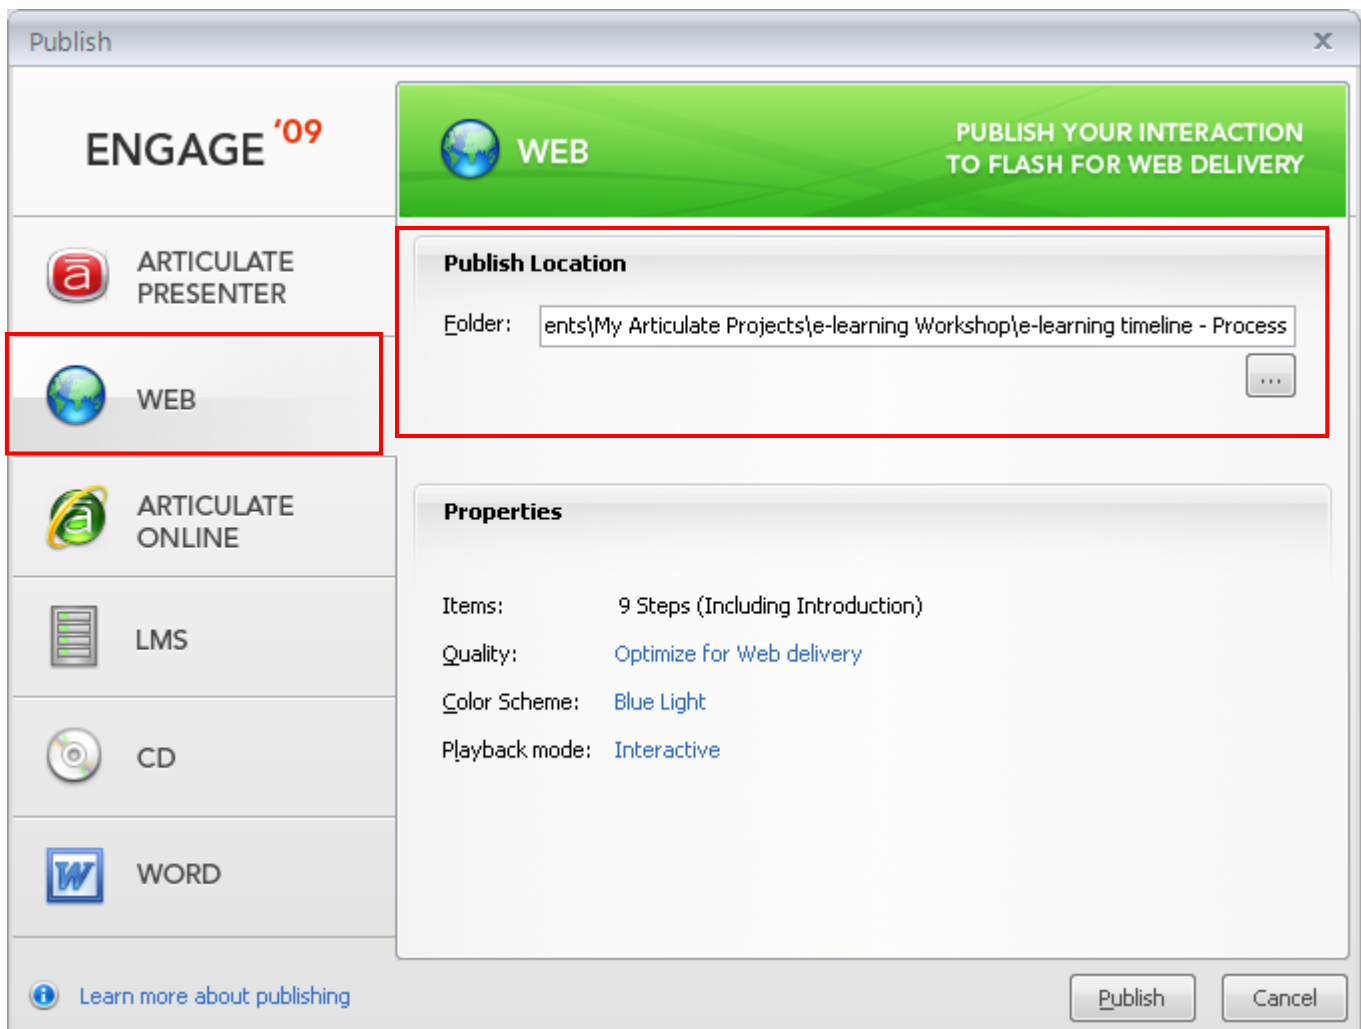 Publish
ENGAGE '09
WEB
PUBLISH YOUR INTERACTION
TO FLASH FOR WEB DELIVERY
ARTICULATE
PRESENTER
WEB
ARTICULATE
ONLINE
LMS
CD
WORD
Publish Location
Folder: ents\My Articulate Projects\e-learning Workshop\e-learning timeline - Process
...
Properties
Items: 9 Steps (Including Introduction)
Quality: Optimize for Web delivery
Color Scheme: Blue Light
Playback mode: Interactive
Learn more about publishing
Publish
Cancel